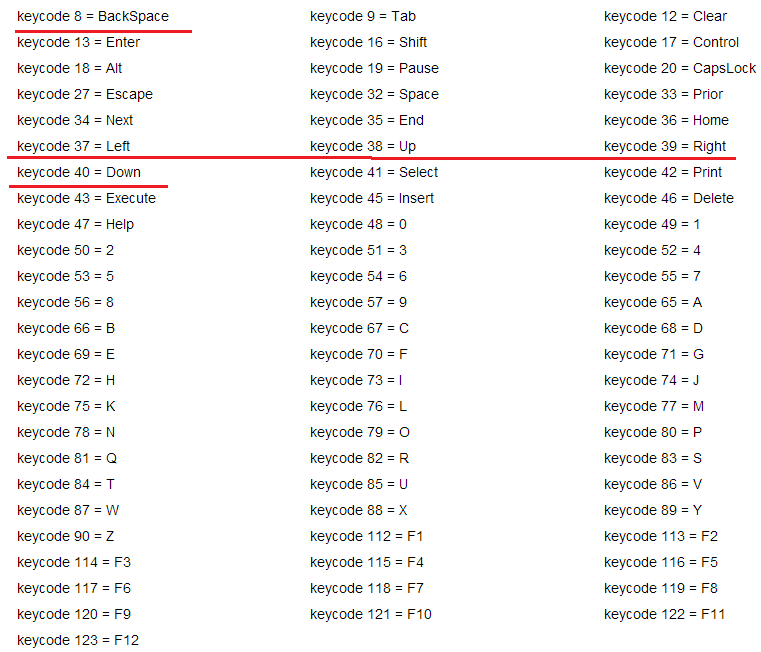 keycode 8 = BackSpace keycode 9 = Tab keycode 12 = Clear
keycode 13 = Enter keycode 16 = Shift keycode 17 = Control
keycode 18 = Alt keycode 19 = Pause keycode 20 = CapsLock
keycode 27 = Escape keycode 32 = Space keycode 33 = Prior
keycode 34 = Next keycode 35 = End keycode 36 = Home
keycode 37 = Left keycode 38 = Up keycode 39 = Right
keycode 40 = Down keycode 41 = Select keycode 42 = Print
keycode 43 = Execute keycode 45 = Insert keycode 46 = Delete
keycode 47 = Help keycode 48 = 0 keycode 49 = 1
keycode 50 = 2 keycode 51 = 3 keycode 52 = 4
keycode 53 = 5 keycode 54 = 6 keycode 55 = 7
keycode 56 = 8 keycode 57 = 9 keycode 65 = A
keycode 66 = B keycode 67 = C keycode 68 = D
keycode 69 = E keycode 70 = F keycode 71 = G
keycode 72 = H keycode 73 = I keycode 74 = J
keycode 75 = K keycode 76 = L keycode 77 = M
keycode 78 = N keycode 79 = O keycode 80 = P
keycode 81 = Q keycode 82 = R keycode 83 = S
keycode 84 = T keycode 85 = U keycode 86 = V
keycode 87 = W keycode 88 = X keycode 89 = Y
keycode 90 = Z keycode 112 = F1 keycode 113 = F2
keycode 114 = F3 keycode 115 = F4 keycode 116 = F5
keycode 117 = F6 keycode 118 = F7 keycode 119 = F8
keycode 120 = F9 keycode 121 = F10 keycode 122 = F11
keycode 123 = F12